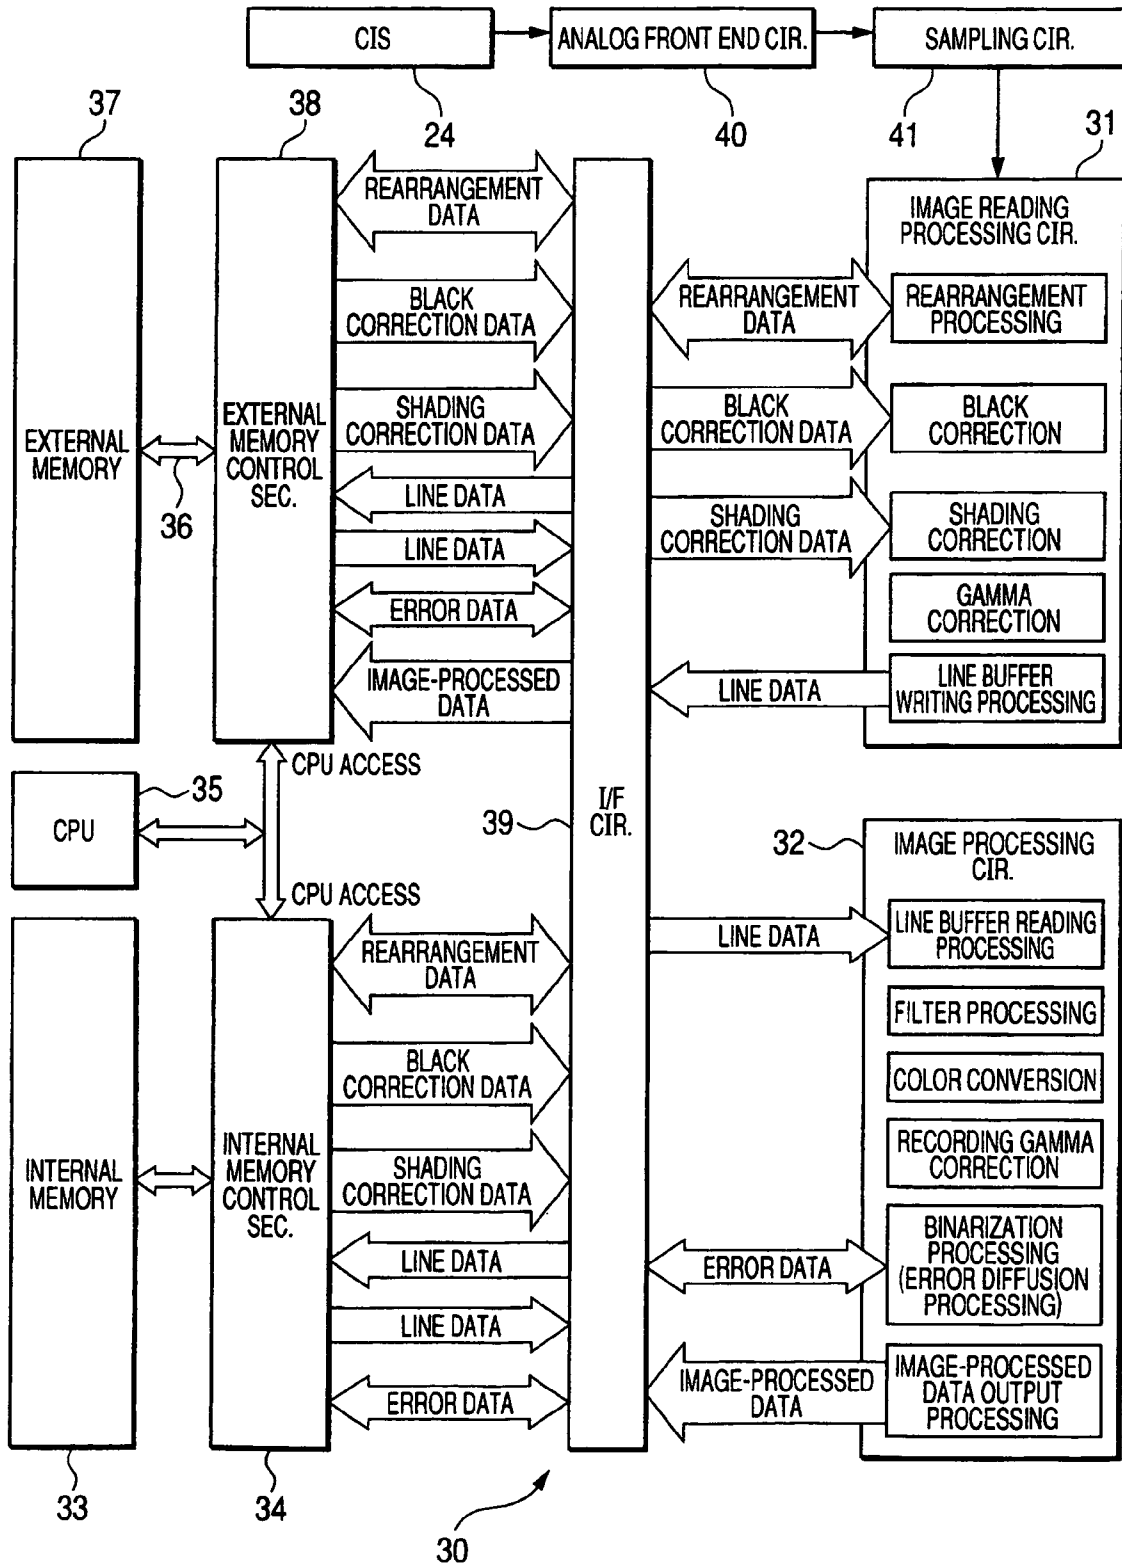 CIS
ANALOG FRONT END CIR.
SAMPLING CIR.
37
38
24
40
41
31
REARRANGEMENT
DATA
IMAGE READING
PROCESSING CIR.
BLACK
CORRECTION DATA
REARRANGEMENT
DATA
REARRANGEMENT
PROCESSING
EXTERNAL
MEMORY
36
EXTERNAL
MEMORY
CONTROL
SEC.
SHADING
CORRECTION DATA
BLACK
CORRECTION DATA
BLACK
CORRECTION
LINE DATA
LINE DATA
SHADING
CORRECTION DATA
SHADING
CORRECTION
ERROR DATA
GAMMA
CORRECTION
IMAGE-PROCESSED
DATA
LINE DATA
LINE BUFFER
WRITING PROCESSING
CPU ACCESS
35
CPU
39
I/F
CIR.
32
IMAGE PROCESSING
CIR.
CPU ACCESS
REARRANGEMENT
DATA
LINE DATA
LINE BUFFER READING
PROCESSING
FILTER PROCESSING
BLACK
CORRECTION DATA
COLOR CONVERSION
INTERNAL
MEMORY
INTERNAL
MEMORY
CONTROL
SEC.
SHADING
CORRECTION DATA
RECORDING GAMMA
CORRECTION
LINE DATA
ERROR DATA
BINARIZATION
PROCESSING
(ERROR DIFFUSION
PROCESSING)
LINE DATA
ERROR DATA
IMAGE-PROCESSED
DATA
IMAGE-PROCESSED
DATA OUTPUT
PROCESSING
33
34
30